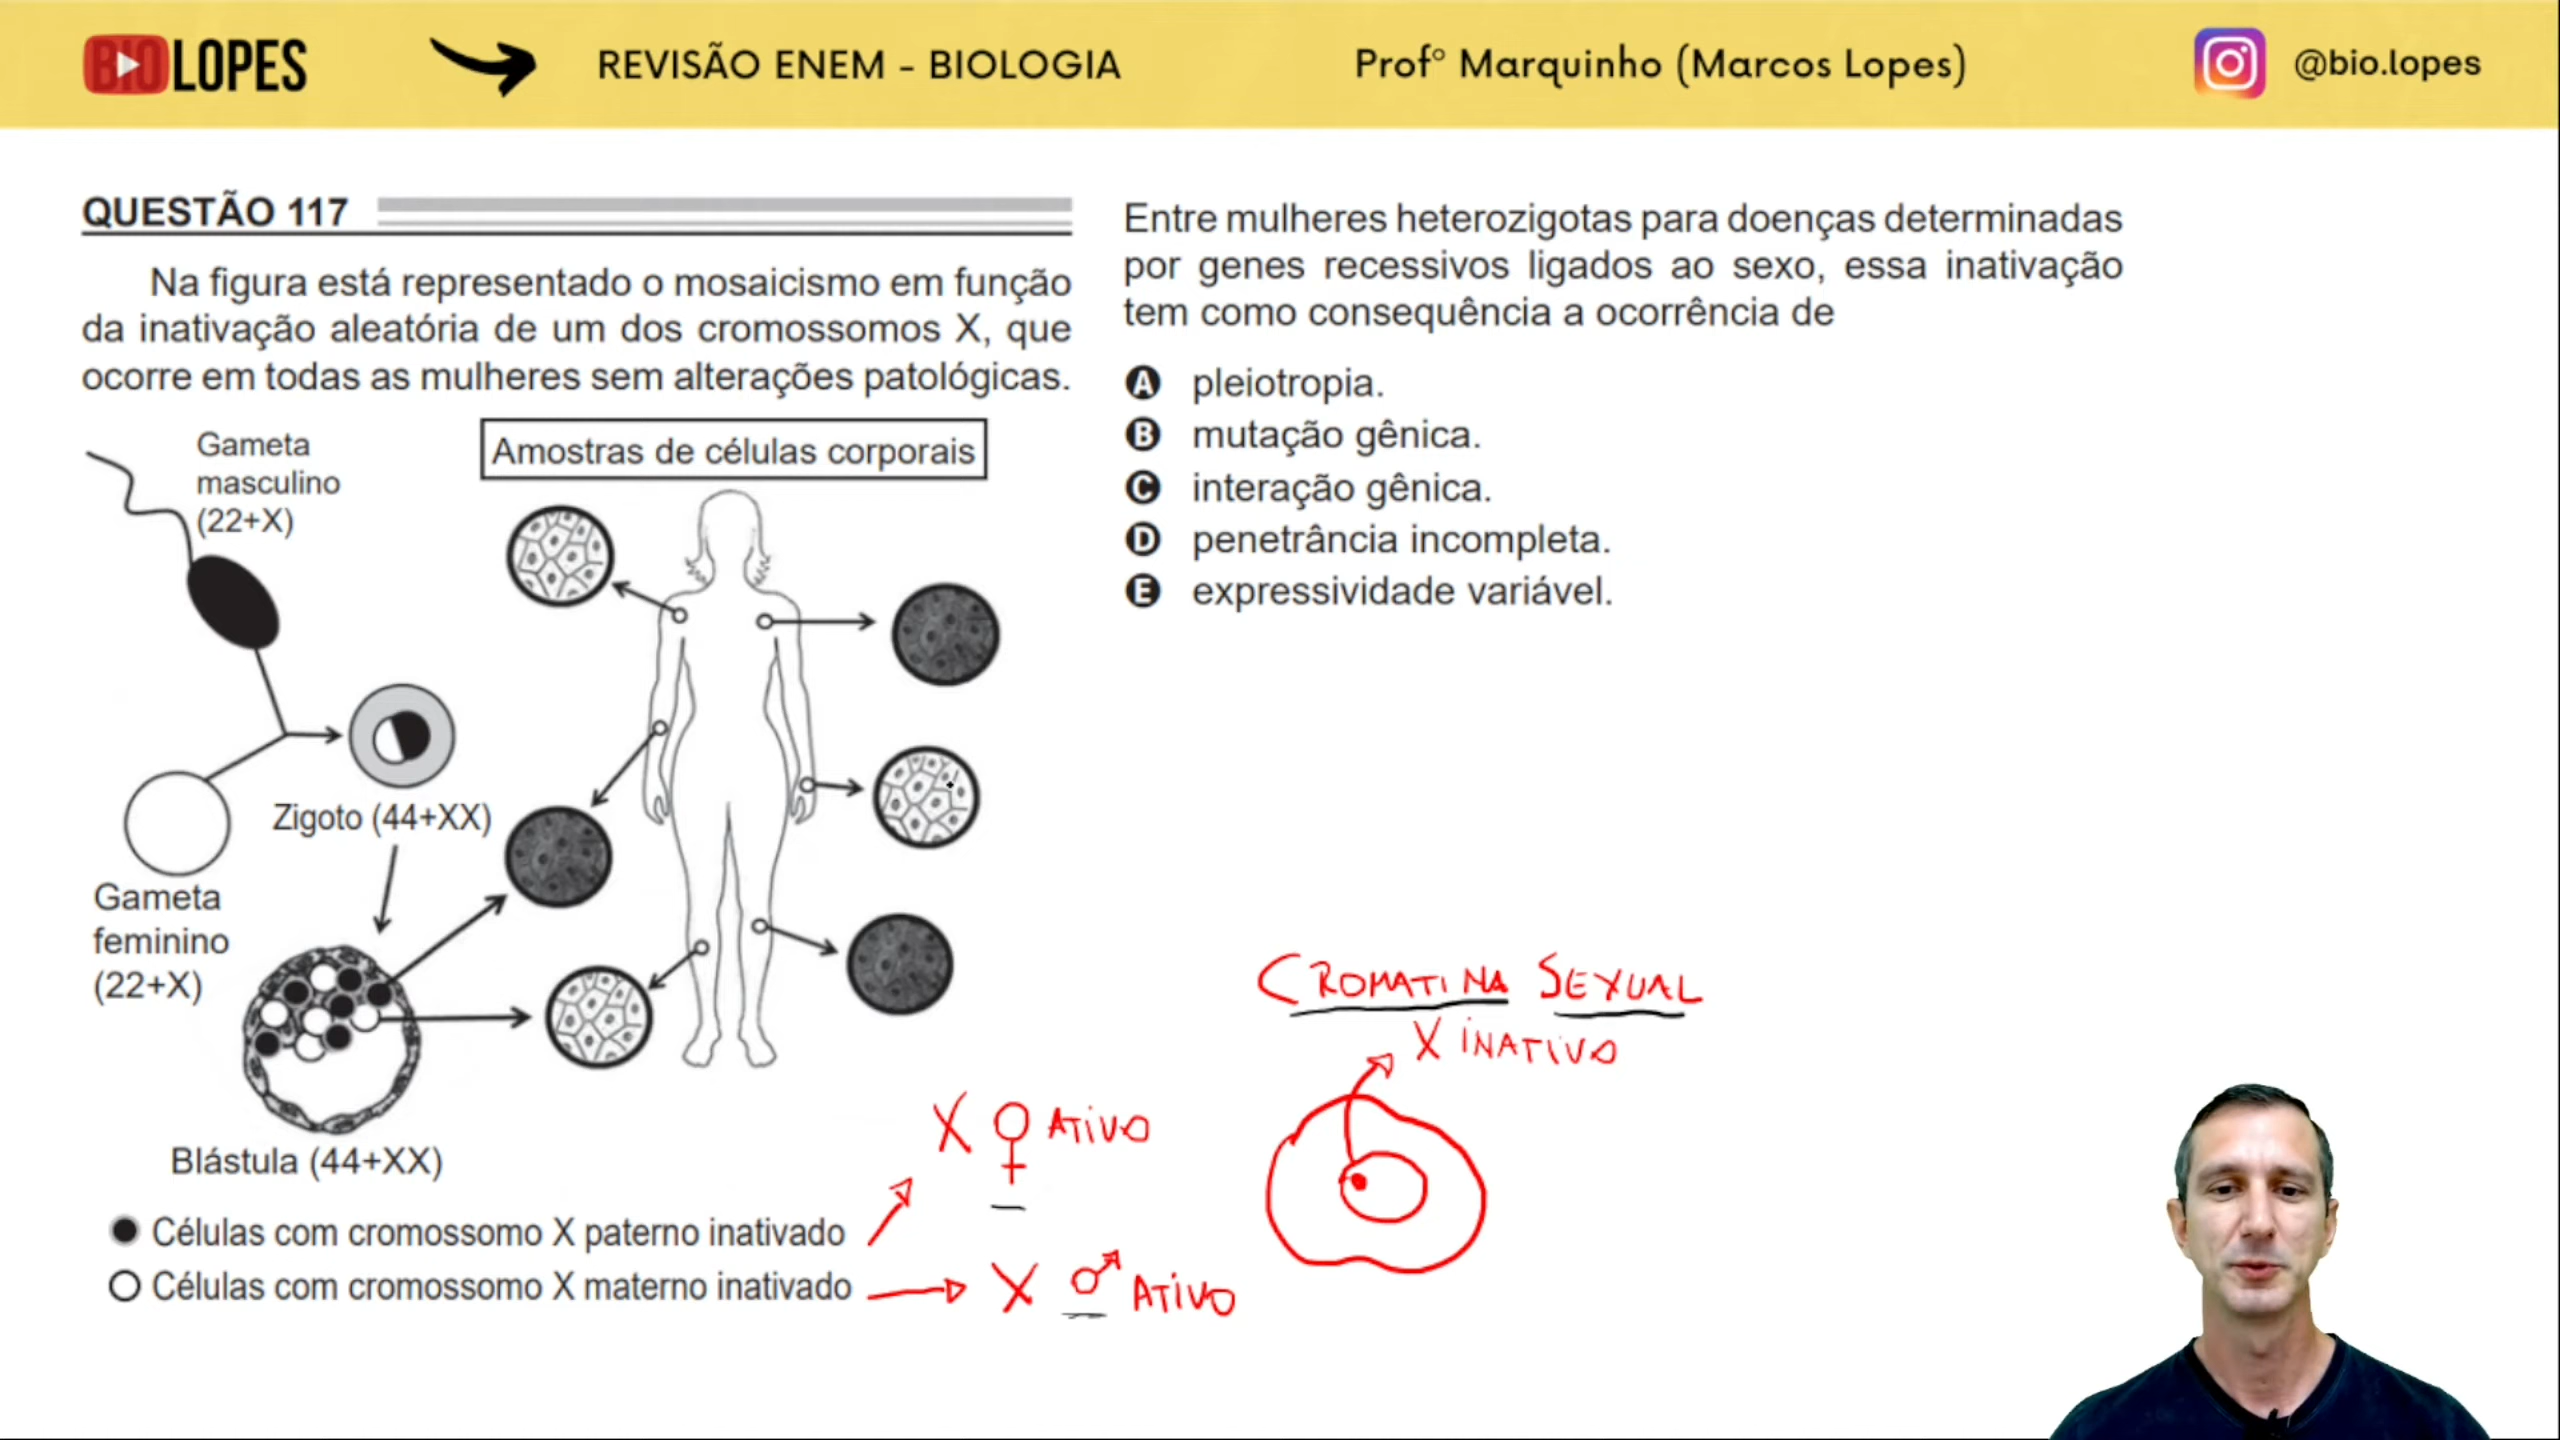 BIOLOPES
REVISÃO ENEM - BIOLOGIA
Profº Marquinho (Marcos Lopes)
@bio.lopes
QUESTÃO 117
Na figura está representado o mosaicismo em função
da inativação aleatória de um dos cromossomos X, que
ocorre em todas as mulheres sem alterações patológicas.
Gameta
masculino
(22+X)
Amostras de células corporais
Zigoto (44+XX)
Gameta
feminino
(22+X)
Blástula (44+XX)
Células com cromossomo X paterno inativado
Células com cromossomo X materno inativado
X ♀ ATIVO
X ♂ ATIVO
Entre mulheres heterozigotas para doenças determinadas
por genes recessivos ligados ao sexo, essa inativação
tem como consequência a ocorrência de
A pleiotropia.
B mutação gênica.
C interação gênica.
D penetrância incompleta.
E expressividade variável.
CROMATINA SEXUAL
X INATIVO